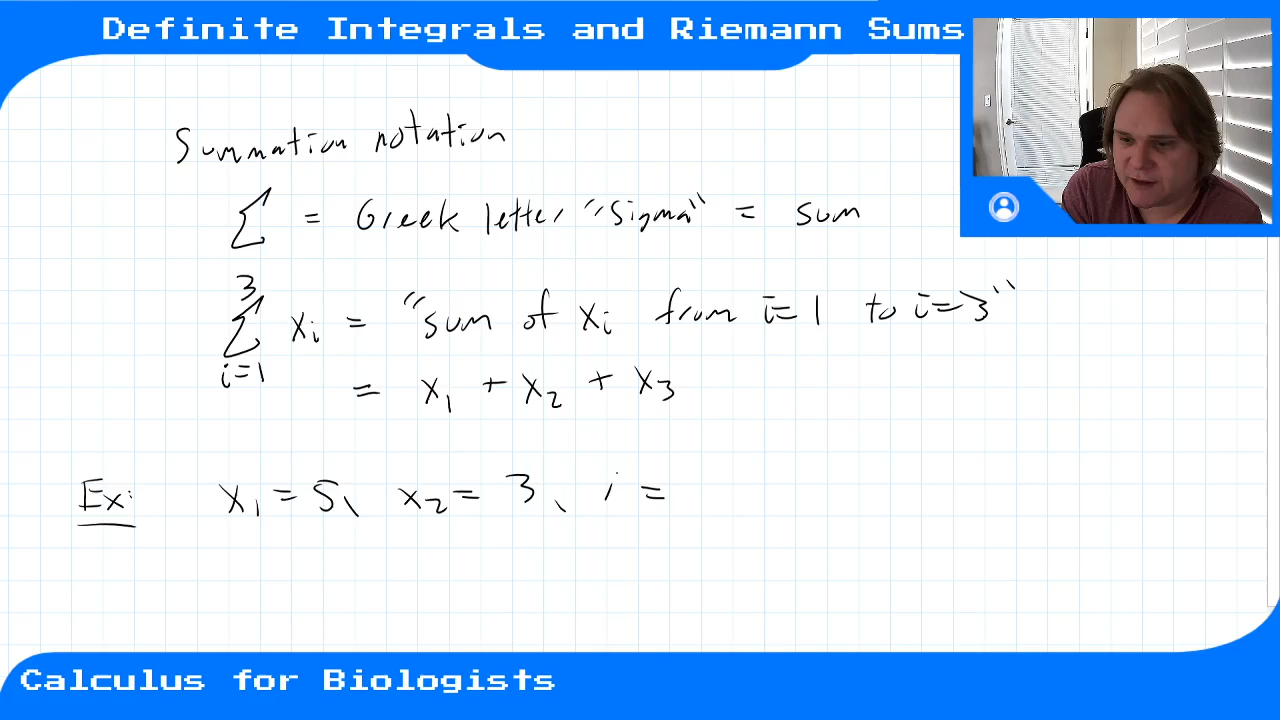 Definite Integrals and Riemann Sums
Summation notation
Σ = Greek letter "sigma" = sum
3
Σ xᵢ = "sum of xᵢ from i=1 to i=3"
i=1
= x₁ + x₂ + x₃
Ex: x₁ = 5, x₂ = 3, i =
Calculus for Biologists